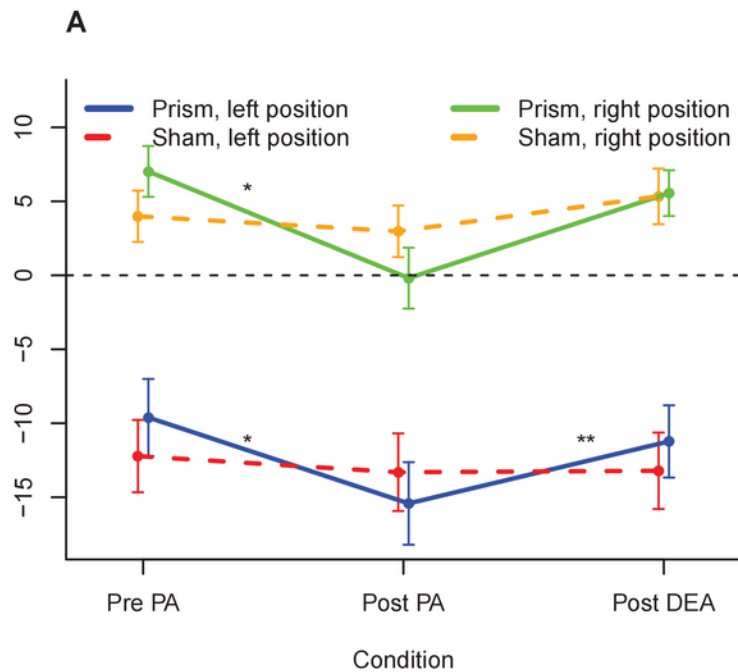 A
Prism, left position Prism, right position
Sham, left position Sham, right position
10
*
5
0
−5
−10
* **
−15
Pre PA Post PA Post DEA
Condition